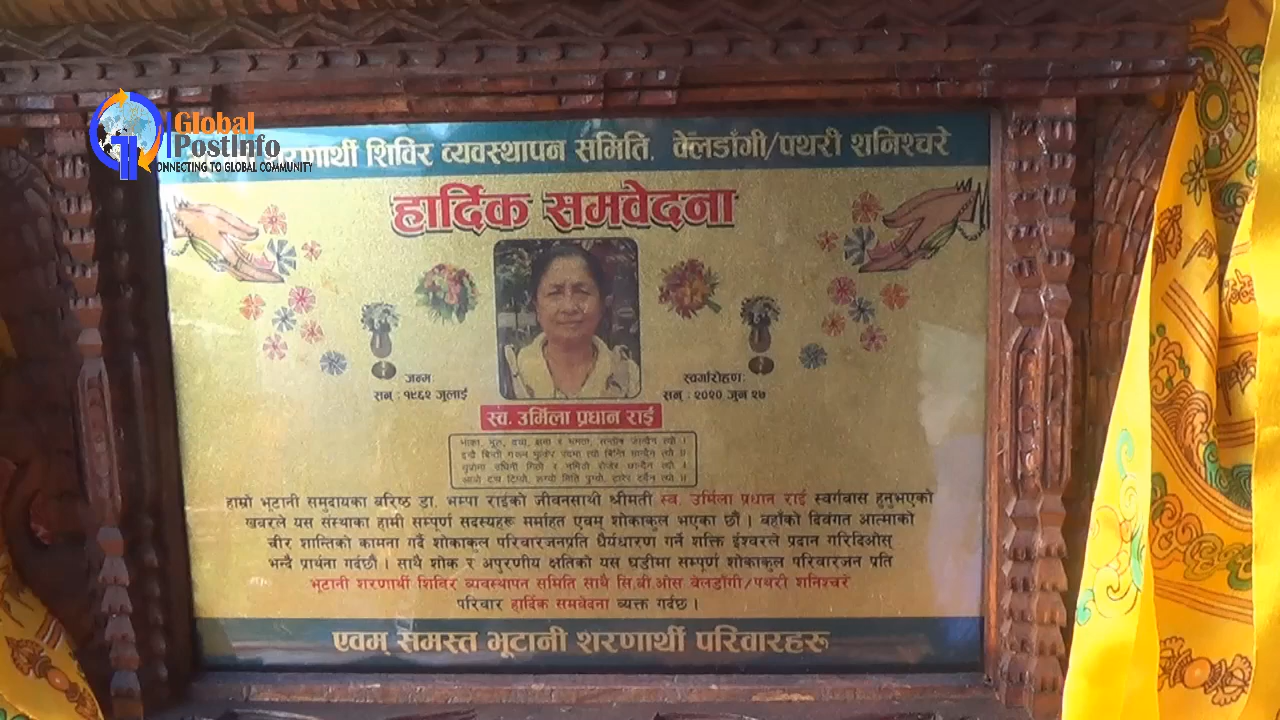 Global
PostInfo
ONNECTING TO GLOBAL COMMUNITY
शिविर व्यवस्थापन समिति. वेलडाँगी/पथरी शनिश्चरे
हार्दिक समवेदना
जन्म:
सन् : १९६२ जुलाई
स्वर्गारोहण:
सन् : २०२० जुन २७
स्व. उर्मिला प्रधान राई
हाम्रो भूटानी समुदायका वरिष्ठ डा. भम्पा राईको जीवनसाथी श्रीमती स्व. उर्मिला प्रधान राई स्वर्गवास हुनुभएको
खबरले यस संस्थाका हामी सम्पूर्ण सदस्यहरू मर्माहत एवम् शोकाकुल भएका छौं । वहाँको दिवंगत आत्माको
चीर शान्तिको कामना गर्दै शोकाकुल परिवारजनप्रति धैर्यधारण गर्ने शक्ति ईश्वरले प्रदान गरिदिओस्
भन्दै प्रार्थना गर्दछौं । साथै शोक र अपुरणीय क्षतिको यस घडीमा सम्पूर्ण शोकाकुल परिवारजन प्रति
भूटानी शरणार्थी शिविर व्यवस्थापन समिति साथै सि.बी.ओस वेलडाँगी/पथरी शनिश्चरे
परिवार हार्दिक समवेदना व्यक्त गर्दछ ।
एवम् समस्त भूटानी शरणार्थी परिवारहरू